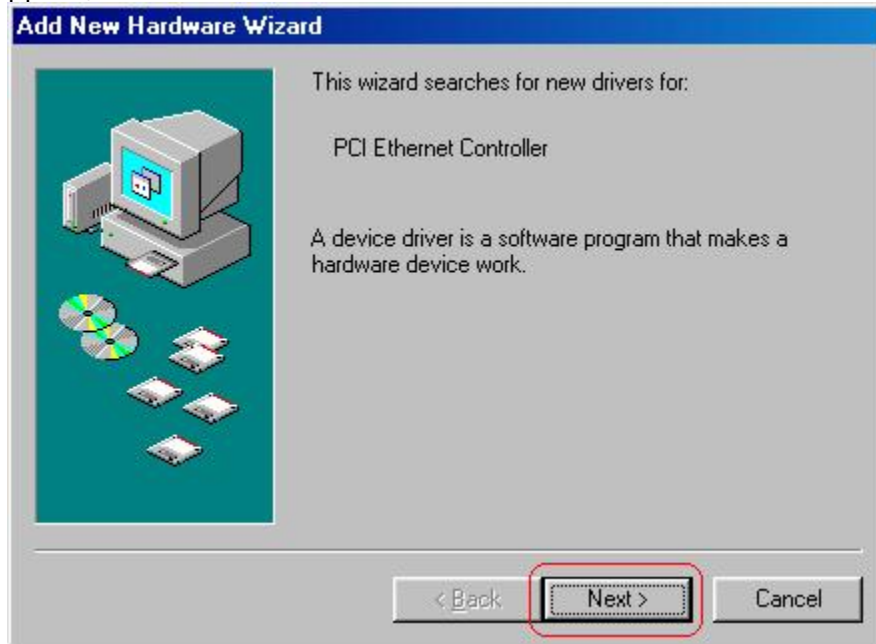 Add New Hardware Wizard
This wizard searches for new drivers for:
PCI Ethernet Controller
A device driver is a software program that makes a
hardware device work.
< Back
Next >
Cancel